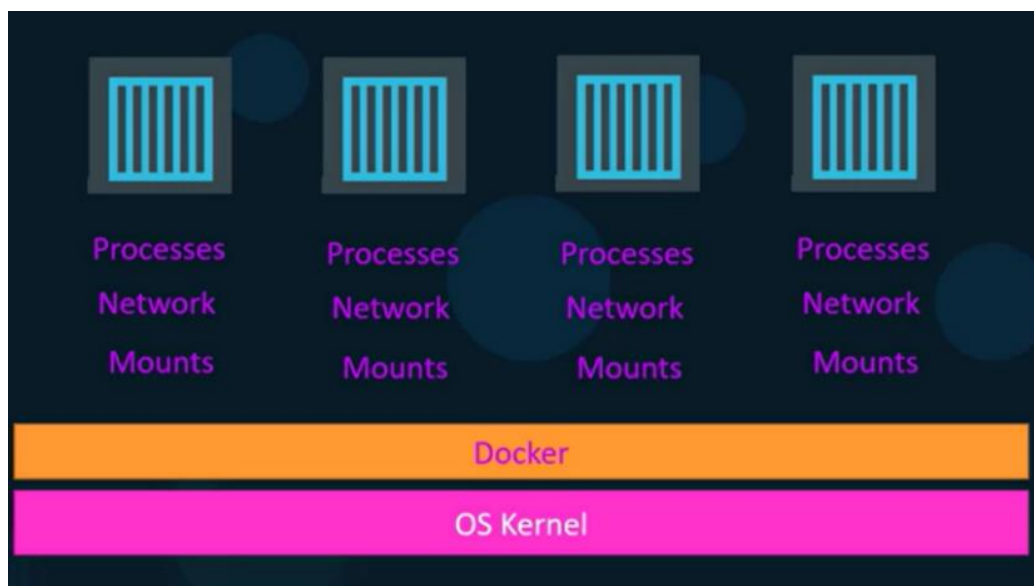 Processes Processes Processes Processes
Network Network Network Network
Mounts Mounts Mounts Mounts
Docker
OS Kernel